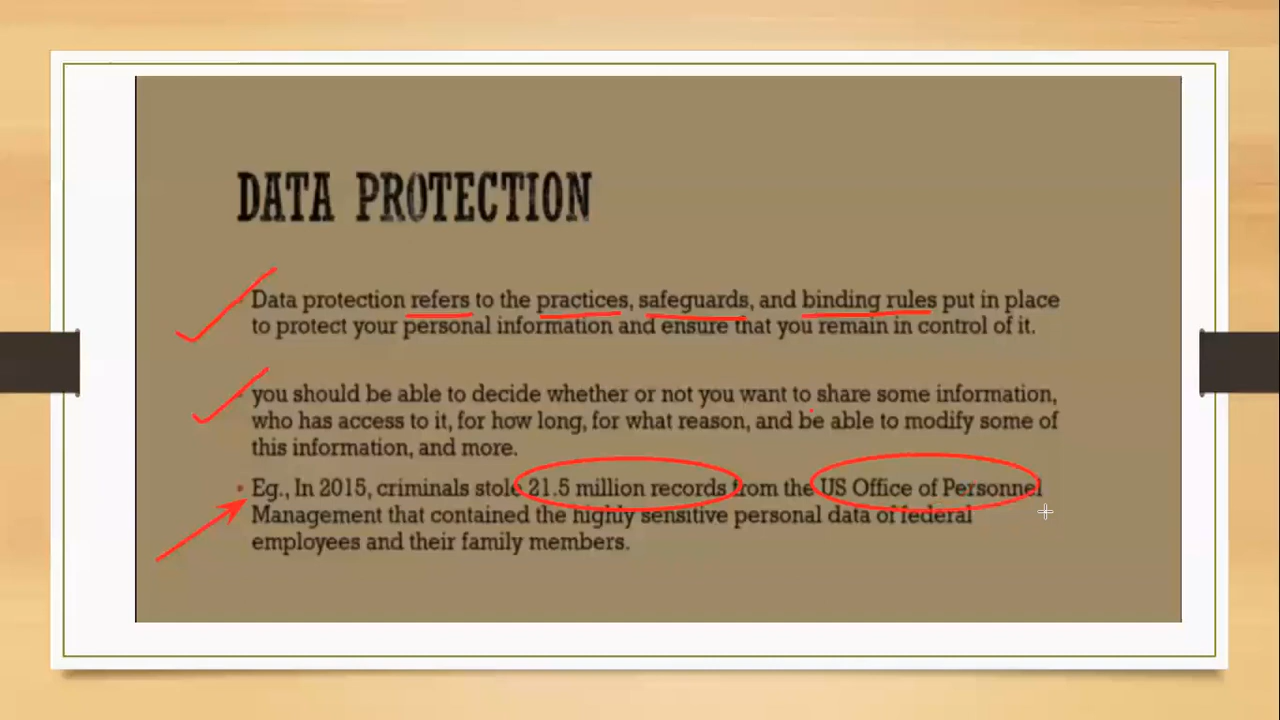 DATA PROTECTION
Data protection refers to the practices, safeguards, and binding rules put in place
to protect your personal information and ensure that you remain in control of it.
you should be able to decide whether or not you want to share some information,
who has access to it, for how long, for what reason, and be able to modify some of
this information, and more.
Eg., In 2015, criminals stole 21.5 million records from the US Office of Personnel
Management that contained the highly sensitive personal data of federal
employees and their family members.